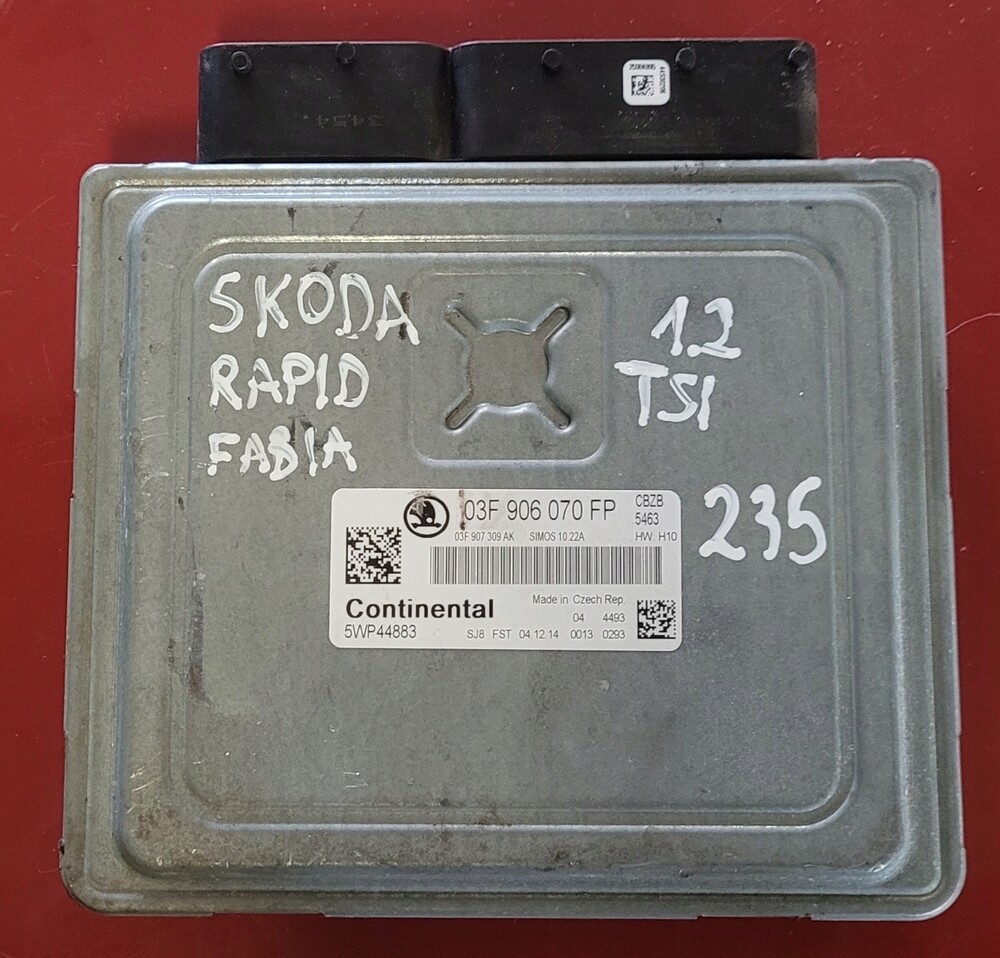 3454.
SKODA
RAPID
FABIA
1.2
TSI
235
03F 906 070 FP
CBZB
5463
03F 907 309 AK SIMOS 10.22A HW. H10
Made in Czech Rep.
Continental
04 4493
5WP44883
SJ8 FST 04.12.14 0013 0293